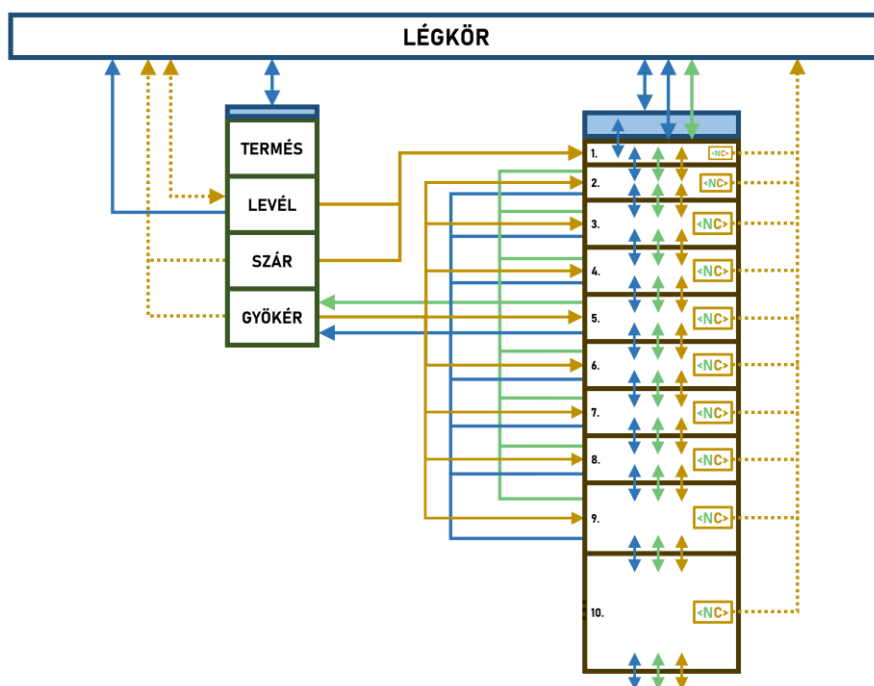 LÉGKÖR
TERMÉS
LEVÉL
SZÁR
GYÖKÉR
1. <NC>
2. <NC>
3. <NC>
4. <NC>
5. <NC>
6. <NC>
7. <NC>
8. <NC>
9. <NC>
10. <NC>